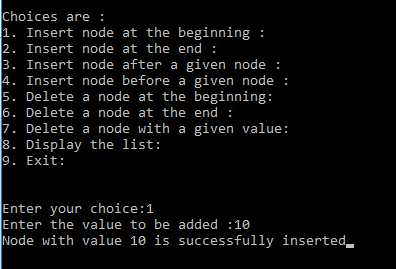 Choices are :
1. Insert node at the beginning :
2. Insert node at the end :
3. Insert node after a given node :
4. Insert node before a given node :
5. Delete a node at the beginning:
6. Delete a node at the end :
7. Delete a node with a given value:
8. Display the list:
9. Exit:
Enter your choice:1
Enter the value to be added :10
Node with value 10 is successfully inserted